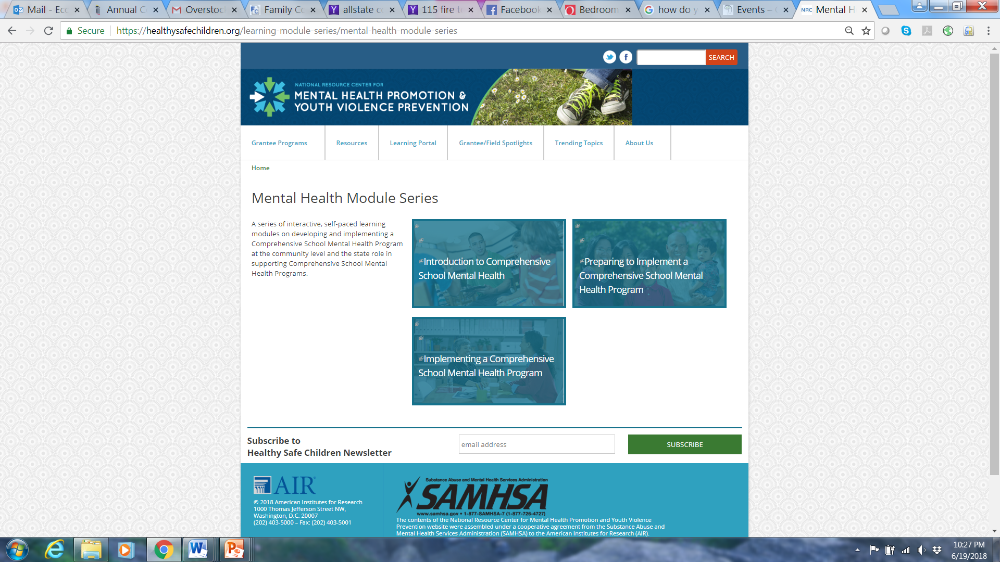 Mail - Ecc
Annual Co
Overstoc
Family Co
allstate co
115 fire te
Facebook
Bedroom
how do y
Events –
NRC Mental H
Secure https://healthysafechildren.org/learning-module-series/mental-health-module-series
SEARCH
NATIONAL RESOURCE CENTER FOR
MENTAL HEALTH PROMOTION &
YOUTH VIOLENCE PREVENTION
Grantee Programs
Resources
Learning Portal
Grantee/Field Spotlights
Trending Topics
About Us
Home
Mental Health Module Series
A series of interactive, self-paced learning
modules on developing and implementing a
Comprehensive School Mental Health Program
at the community level and the state role in
supporting Comprehensive School Mental
Health Programs.
Introduction to Comprehensive
School Mental Health
Preparing to Implement a
Comprehensive School Mental
Health Program
Implementing a Comprehensive
School Mental Health Program
Subscribe to
Healthy Safe Children Newsletter
email address
SUBSCRIBE
AIR
© 2018 American Institutes for Research
1000 Thomas Jefferson Street NW,
Washington, D.C. 20007
(202) 403-5000 – Fax: (202) 403-5001
Substance Abuse and Mental Health Services Administration
SAMHSA
www.samhsa.gov • 1-877-SAMHSA-7 (1-877-726-4727)
The contents of the National Resource Center for Mental Health Promotion and Youth Violence
Prevention website were assembled under a cooperative agreement from the Substance Abuse and
Mental Health Services Administration (SAMHSA) to the American Institutes for Research (AIR).
10:27 PM
6/19/2018